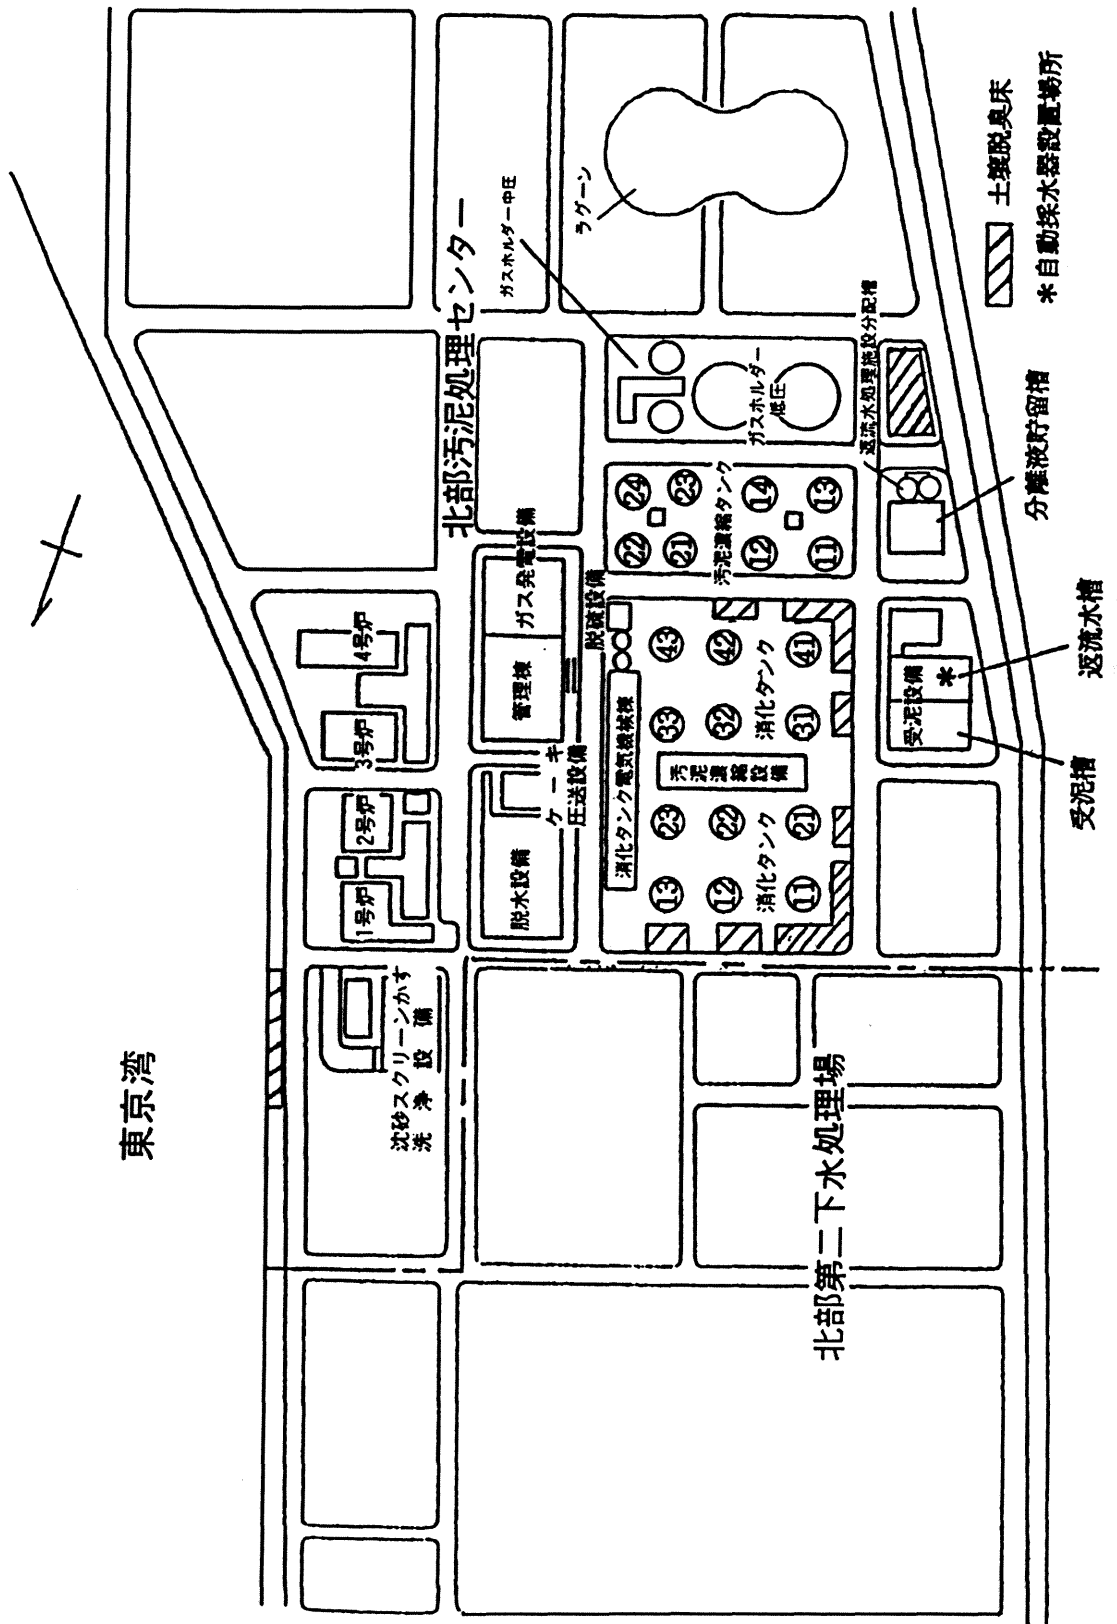 東京湾
沈砂スクリーンかす
洗浄設備
1号炉
2号炉
3号炉
4号炉
北部汚泥処理センター
脱水設備
ケーキ
圧送設備
管理棟
ガス発電設備
脱硫設備
ガスホルダー中圧
ラグーン
消化タンク電気機械棟
⑬
㉓
㉝
㊸
⑫
㉒
㉜
㊷
⑪
㉑
㉛
㊶
消化タンク
消化タンク
汚泥濃縮設備
㉒
㉔
㉑
㉓
汚泥濃縮タンク
⑫
⑭
⑪
⑬
ガスホルダー
低圧
返流水処理施設分配槽
受泥設備
*
北部第二下水処理場
受泥槽
返流水槽
分離液貯留槽
土壌脱臭床
*自動採水器設置場所